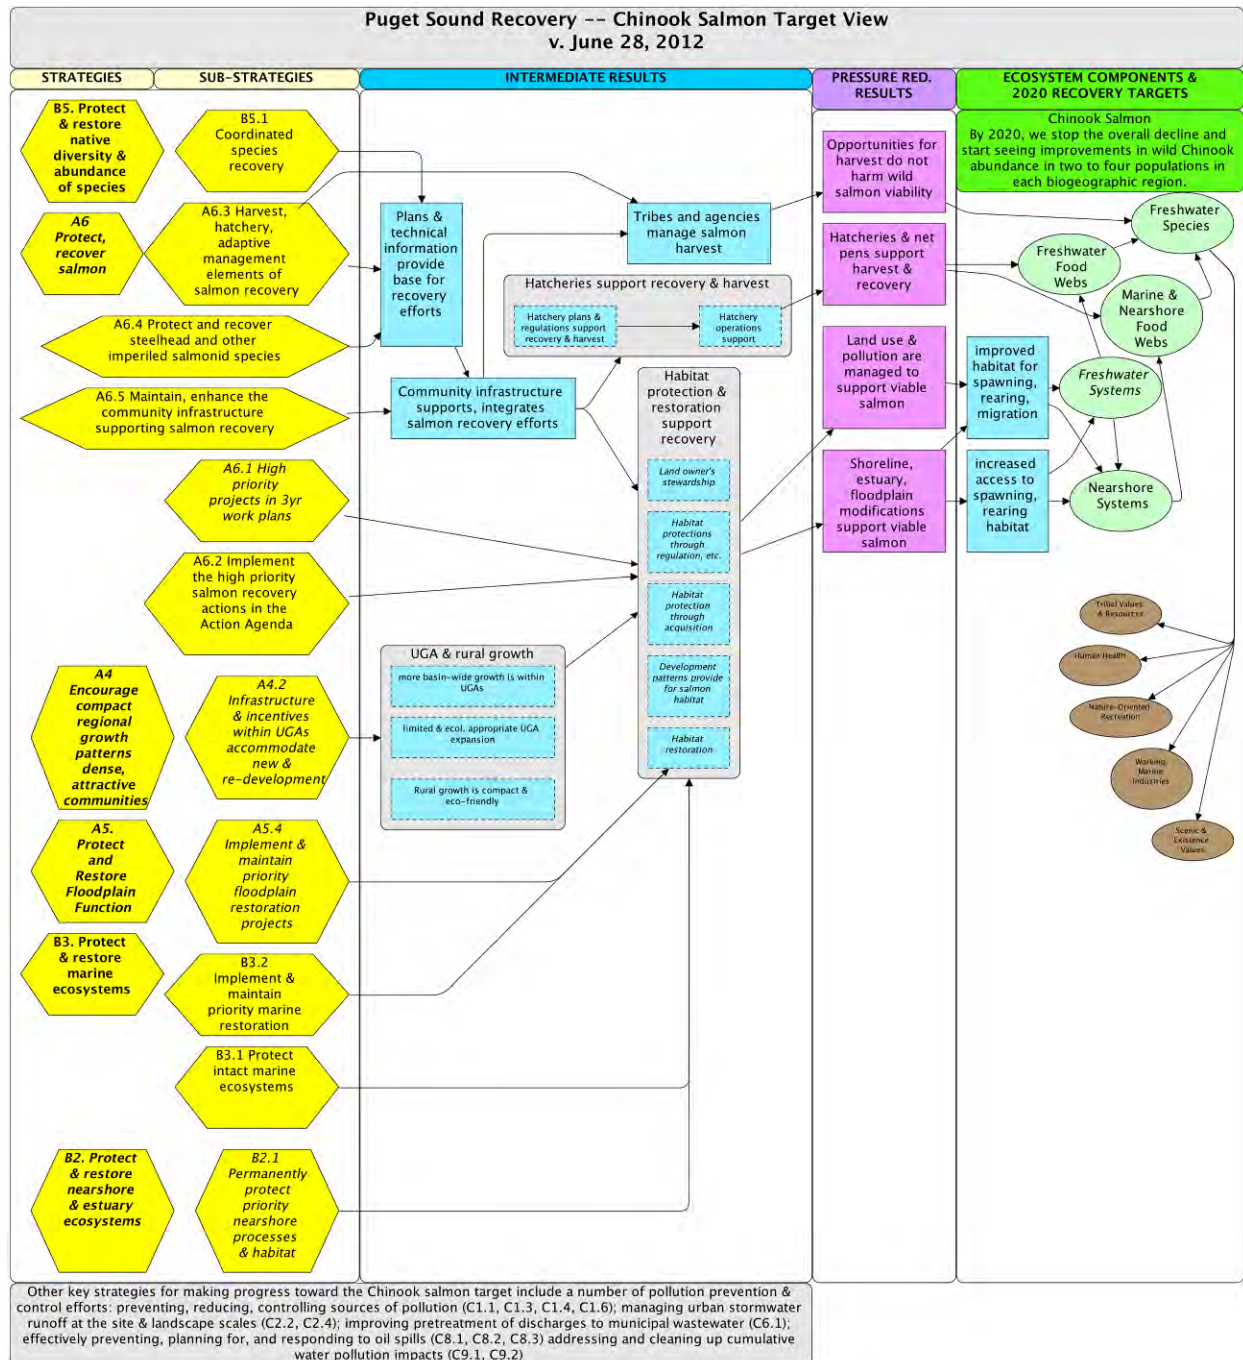 Puget Sound Recovery -- Chinook Salmon Target View
v. June 28, 2012
STRATEGIES
SUB-STRATEGIES
INTERMEDIATE RESULTS
PRESSURE RED.
RESULTS
ECOSYSTEM COMPONENTS &
2020 RECOVERY TARGETS
B5. Protect
& restore
native
diversity &
abundance
of species
B5.1
Coordinated
species
recovery
A6
Protect,
recover
salmon
A6.3 Harvest,
hatchery,
adaptive
management
elements of
salmon recovery
A6.4 Protect and recover
steelhead and other
imperiled salmonid species
A6.5 Maintain, enhance the
community infrastructure
supporting salmon recovery
A6.1 High
priority
projects in 3yr
work plans
A6.2 Implement
the high priority
salmon recovery
actions in the
Action Agenda
A4
Encourage
compact
regional
growth
patterns
dense,
attractive
communities
A4.2
Infrastructure
& incentives
within UGAs
accommodate
new &
re-development
A5.
Protect
and
Restore
Floodplain
Function
A5.4
Implement &
maintain
priority
floodplain
restoration
projects
B3. Protect
& restore
marine
ecosystems
B3.2
Implement &
maintain
priority marine
restoration
B3.1 Protect
intact marine
ecosystems
B2. Protect
& restore
nearshore
& estuary
ecosystems
B2.1
Permanently
protect
priority
nearshore
processes
& habitat
Plans &
technical
information
provide
base for
recovery
efforts
Tribes and agencies
manage salmon
harvest
Hatcheries support recovery & harvest
Hatchery plans &
regulations support
recovery & harvest
Hatchery
operations
support
Community infrastructure
supports, integrates
salmon recovery efforts
Habitat
protection &
restoration
support
recovery
Land owner's
stewardship
Habitat
protections
through
regulation, etc.
Habitat
protection
through
acquisition
Development
patterns provide
for salmon
habitat
Habitat
restoration
UGA & rural growth
more basin-wide growth is within
UGAs
limited & ecol. appropriate UGA
expansion
Rural growth is compact &
eco-friendly
Opportunities for
harvest do not
harm wild
salmon viability
Hatcheries & net
pens support
harvest &
recovery
Land use &
pollution are
managed to
support viable
salmon
Shoreline,
estuary,
floodplain
modifications
support viable
salmon
Chinook Salmon
By 2020, we stop the overall decline and
start seeing improvements in wild Chinook
abundance in two to four populations in
each biogeographic region.
Freshwater
Species
Freshwater
Food
Webs
Marine &
Nearshore
Food
Webs
improved
habitat for
spawning,
rearing,
migration
Freshwater
Systems
increased
access to
spawning,
rearing
habitat
Nearshore
Systems
Tribal Values
& Resources
Human Health
Nature-Oriented
Recreation
Working
Marine
Industries
Scenic &
Existence
Values
Other key strategies for making progress toward the Chinook salmon target include a number of pollution prevention &
control efforts: preventing, reducing, controlling sources of pollution (C1.1, C1.3, C1.4, C1.6); managing urban stormwater
runoff at the site & landscape scales (C2.2, C2.4); improving pretreatment of discharges to municipal wastewater (C6.1);
effectively preventing, planning for, and responding to oil spills (C8.1, C8.2, C8.3) addressing and cleaning up cumulative
water pollution impacts (C9.1, C9.2)